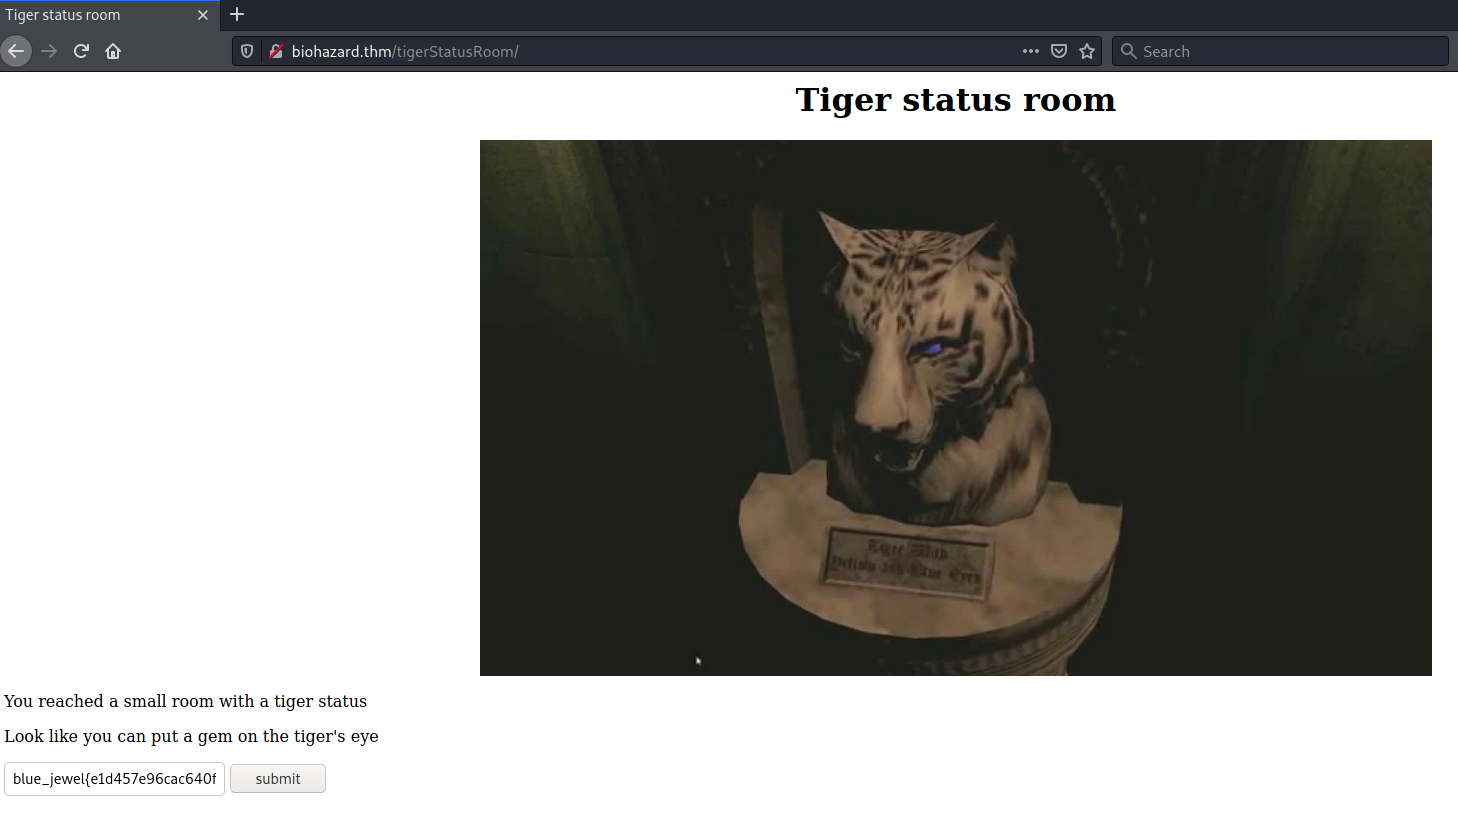 Tiger status room
biohazard.thm/tigerStatusRoom/
Search
Tiger status room
Tiger With
Yellow and Blue Eyes
You reached a small room with a tiger status
Look like you can put a gem on the tiger's eye
blue_jewel{e1d457e96cac640f
submit